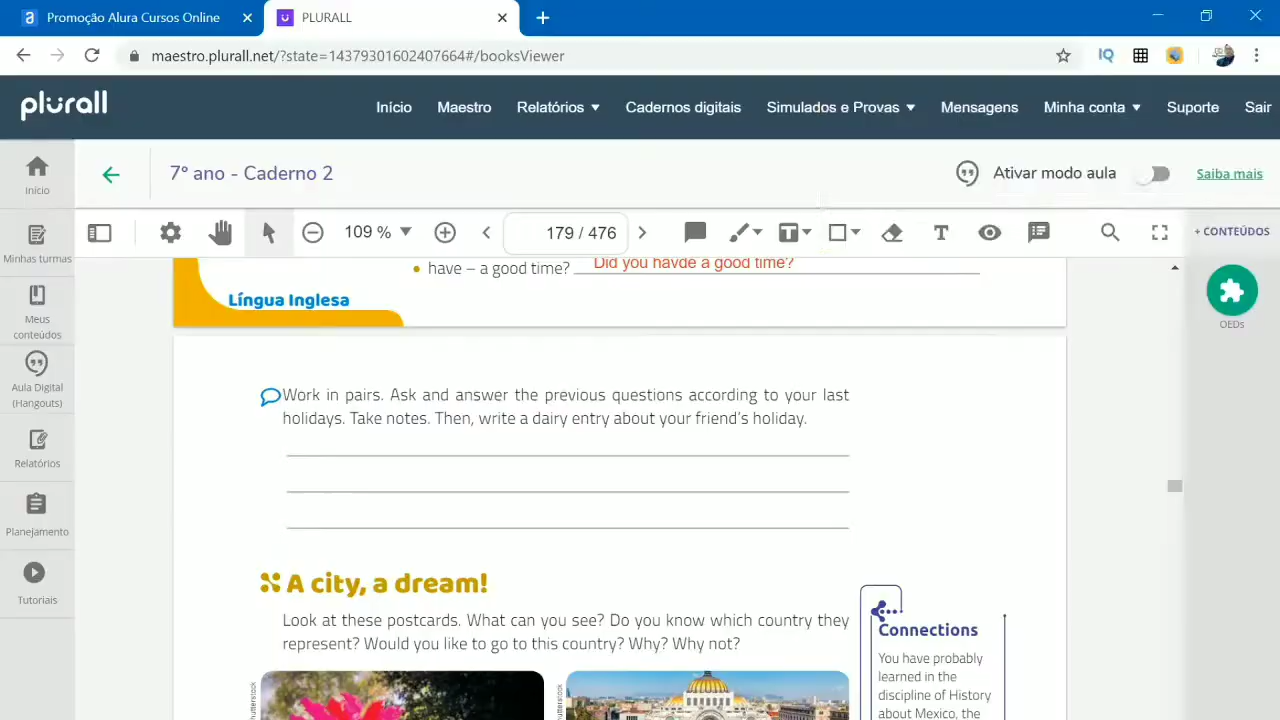 Promoção Alura Cursos Online
PLURALL
maestro.plurall.net/?state=14379301602407664#/booksViewer
plurall
Início Maestro Relatórios Cadernos digitais Simulados e Provas Mensagens Minha conta Suporte Sair
Início
Minhas turmas
Meus
conteúdos
Aula Digital
(Hangouts)
Relatórios
Planejamento
Tutoriais
7º ano - Caderno 2
Ativar modo aula
Saiba mais
109 %
179 / 476
+ CONTEÚDOS
OEDs
have – a good time? Did you havde a good time?
Língua Inglesa
Work in pairs. Ask and answer the previous questions according to your last
holidays. Take notes. Then, write a dairy entry about your friend's holiday.
A city, a dream!
Look at these postcards. What can you see? Do you know which country they
represent? Would you like to go to this country? Why? Why not?
Connections
You have probably
learned in the
discipline of History
about Mexico, the